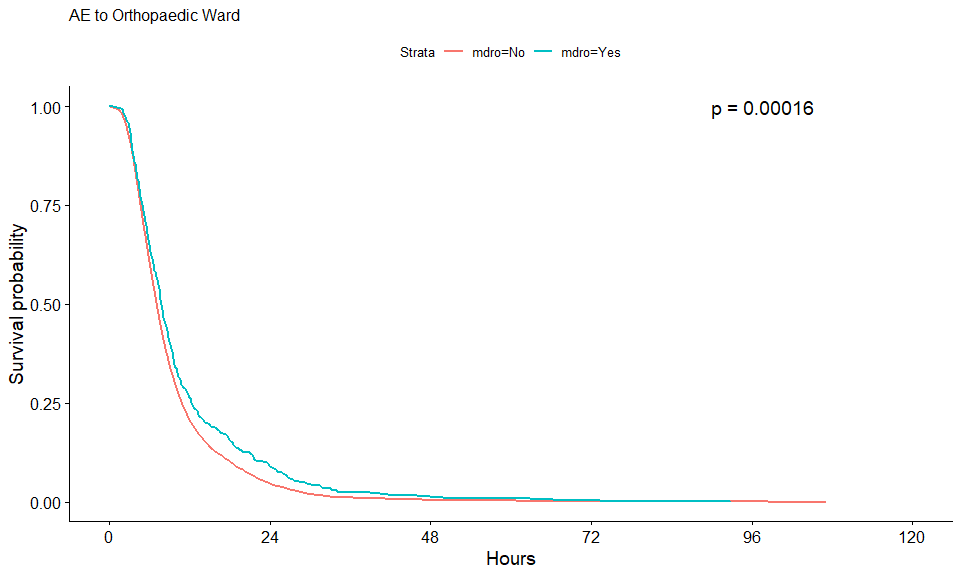 AE to Orthopaedic Ward
Strata mdro=No mdro=Yes
p = 0.00016
1.00
0.75
0.50
0.25
0.00
Survival probability
0 24 48 72 96 120
Hours